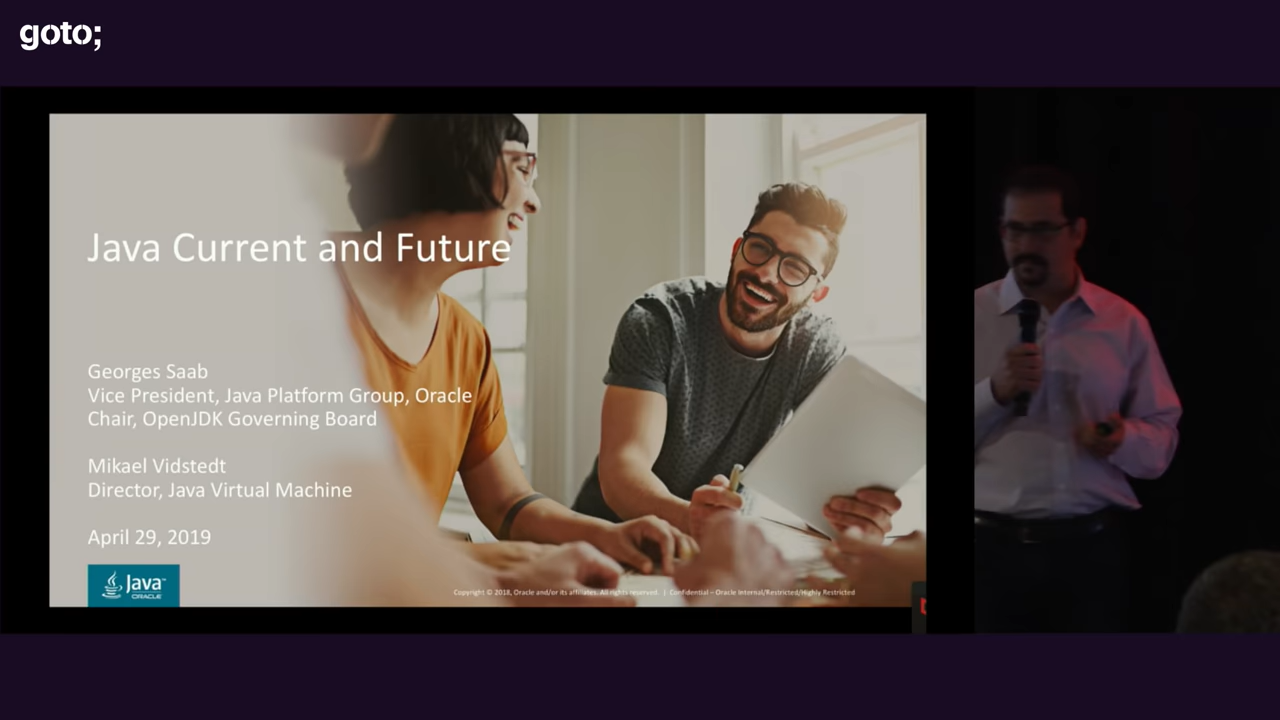 goto;
Java Current and Future
Georges Saab
Vice President, Java Platform Group, Oracle
Chair, OpenJDK Governing Board
Mikael Vidstedt
Director, Java Virtual Machine
April 29, 2019
Java™
ORACLE
Copyright © 2018, Oracle and/or its affiliates. All rights reserved. | Confidential – Oracle Internal/Restricted/Highly Restricted